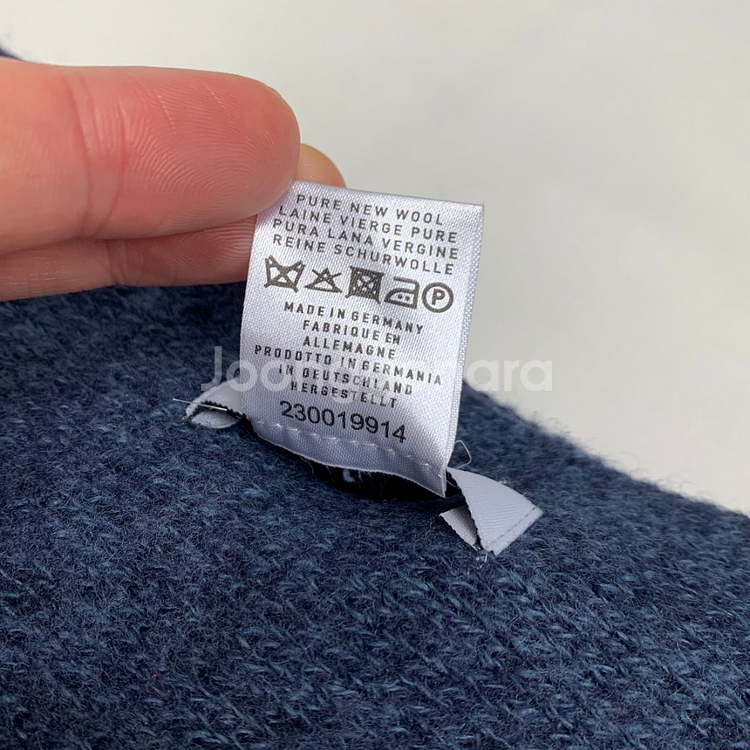 PURE NEW WOOL
LAINE VIERGE PURE
PURA LANA VERGINE
REINE SCHURWOLLE
P
MADE IN GERMANY
FABRIQUE EN
ALLEMAGNE
PRODOTTO IN GERMANIA
IN DEUTSCHLAND
HERGESTELLT
230019914